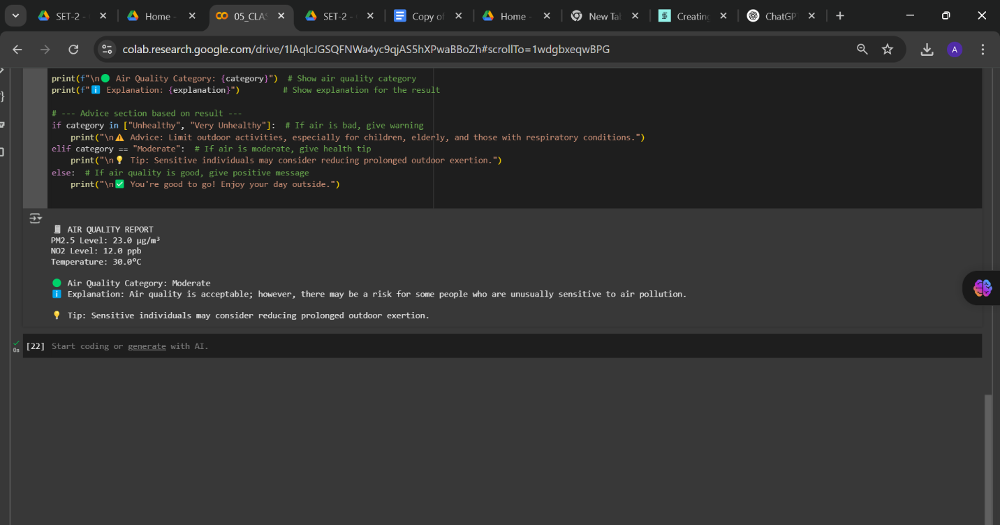 SET-2 -
Home -
05_CLAS
SET-2 -
Copy of
Home -
New Tab
Creating
ChatGP
colab.research.google.com/drive/1lAqlcJGSQFNWa4yc9qjAS5hXPwaBBoZh#scrollTo=1wdgbxeqwBPG
A
print(f"\n🟢 Air Quality Category: {category}")  # Show air quality category
print(f"ℹ️ Explanation: {explanation}")         # Show explanation for the result
# --- Advice section based on result ---
if category in ["Unhealthy", "Very Unhealthy"]:  # If air is bad, give warning
    print("\n⚠️ Advice: Limit outdoor activities, especially for children, elderly, and those with respiratory conditions.")
elif category == "Moderate":  # If air is moderate, give health tip
    print("\n💡 Tip: Sensitive individuals may consider reducing prolonged outdoor exertion.")
else:  # If air quality is good, give positive message
    print("\n✅ You're good to go! Enjoy your day outside.")
AIR QUALITY REPORT
PM2.5 Level: 23.0 µg/m³
NO2 Level: 12.0 ppb
Temperature: 30.0°C
🟢 Air Quality Category: Moderate
ℹ️ Explanation: Air quality is acceptable; however, there may be a risk for some people who are unusually sensitive to air pollution.
💡 Tip: Sensitive individuals may consider reducing prolonged outdoor exertion.
0s
[22] Start coding or generate with AI.